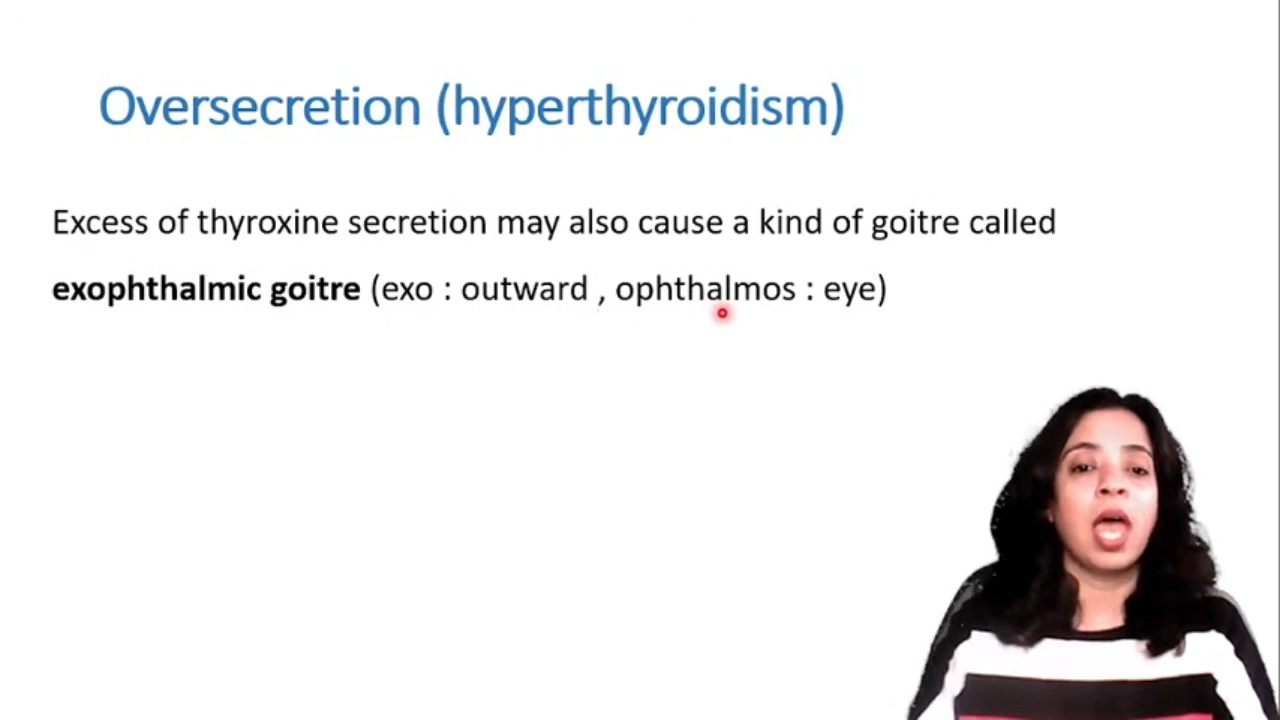 Oversecretion (hyperthyroidism)
Excess of thyroxine secretion may also cause a kind of goitre called
exophthalmic goitre (exo : outward , ophthalmos : eye)